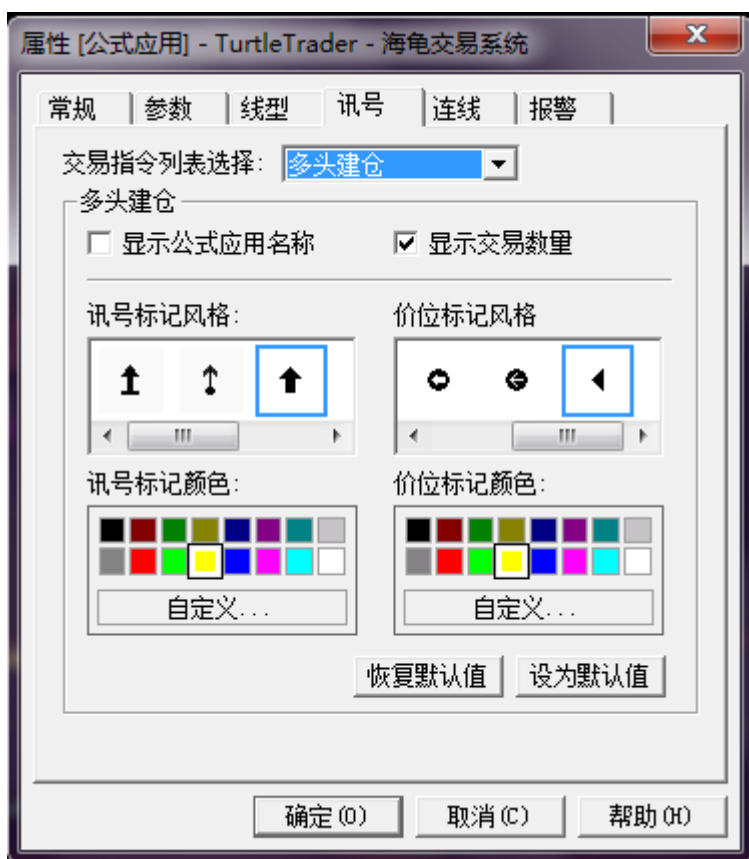 属性 [公式应用] - TurtleTrader - 海龟交易系统
常规 参数 线型 讯号 连线 报警
交易指令列表选择: 多头建仓
多头建仓
显示公式应用名称 显示交易数量
讯号标记风格: 价位标记风格
讯号标记颜色: 价位标记颜色:
自定义... 自定义...
恢复默认值 设为默认值
确定(O) 取消(C) 帮助(H)